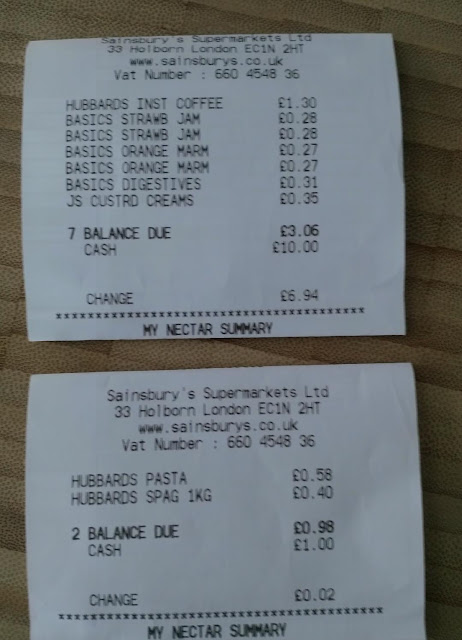 Sainsbury's Supermarkets Ltd
33 Holborn London EC1N 2HT
www.sainsburys.co.uk
Vat Number : 660 4548 36
HUBBARDS INST COFFEE £1.30
BASICS STRAWB JAM £0.28
BASICS STRAWB JAM £0.28
BASICS ORANGE MARM £0.27
BASICS ORANGE MARM £0.27
BASICS DIGESTIVES £0.31
JS CUSTRD CREAMS £0.35
7 BALANCE DUE £3.06
CASH £10.00
CHANGE £6.94
****************************************
MY NECTAR SUMMARY
Sainsbury's Supermarkets Ltd
33 Holborn London EC1N 2HT
www.sainsburys.co.uk
Vat Number : 660 4548 36
HUBBARDS PASTA £0.58
HUBBARDS SPAG 1KG £0.40
2 BALANCE DUE £0.98
CASH £1.00
CHANGE £0.02
****************************************
MY NECTAR SUMMARY